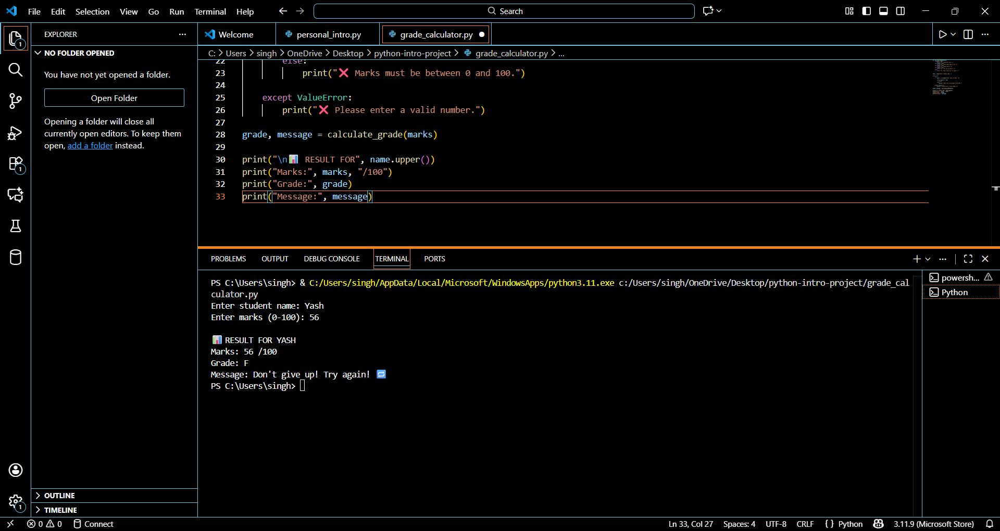 File Edit Selection View Go Run Terminal Help
Search
EXPLORER
1
NO FOLDER OPENED
You have not yet opened a folder.
Open Folder
Opening a folder will close all
currently open editors. To keep them
open, add a folder instead.
1
OUTLINE
1
TIMELINE
Welcome personal_intro.py grade_calculator.py
C: > Users > singh > OneDrive > Desktop > python-intro-project > grade_calculator.py > ...
22 else:
23 print("❌ Marks must be between 0 and 100.")
24
25 except ValueError:
26 print("❌ Please enter a valid number.")
27
28 grade, message = calculate_grade(marks)
29
30 print("\n📊 RESULT FOR", name.upper())
31 print("Marks:", marks, "/100")
32 print("Grade:", grade)
33 print("Message:", message)
PROBLEMS OUTPUT DEBUG CONSOLE TERMINAL PORTS
PS C:\Users\singh> & C:/Users/singh/AppData/Local/Microsoft/WindowsApps/python3.11.exe c:/Users/singh/OneDrive/Desktop/python-intro-project/grade_cal
culator.py
Enter student name: Yash
Enter marks (0-100): 56
📊 RESULT FOR YASH
Marks: 56 /100
Grade: F
Message: Don't give up! Try again! 🔁
PS C:\Users\singh>
powersh...
Python
0 0 Connect
Ln 33, Col 27 Spaces: 4 UTF-8 CRLF { } Python 3.11.9 (Microsoft Store)